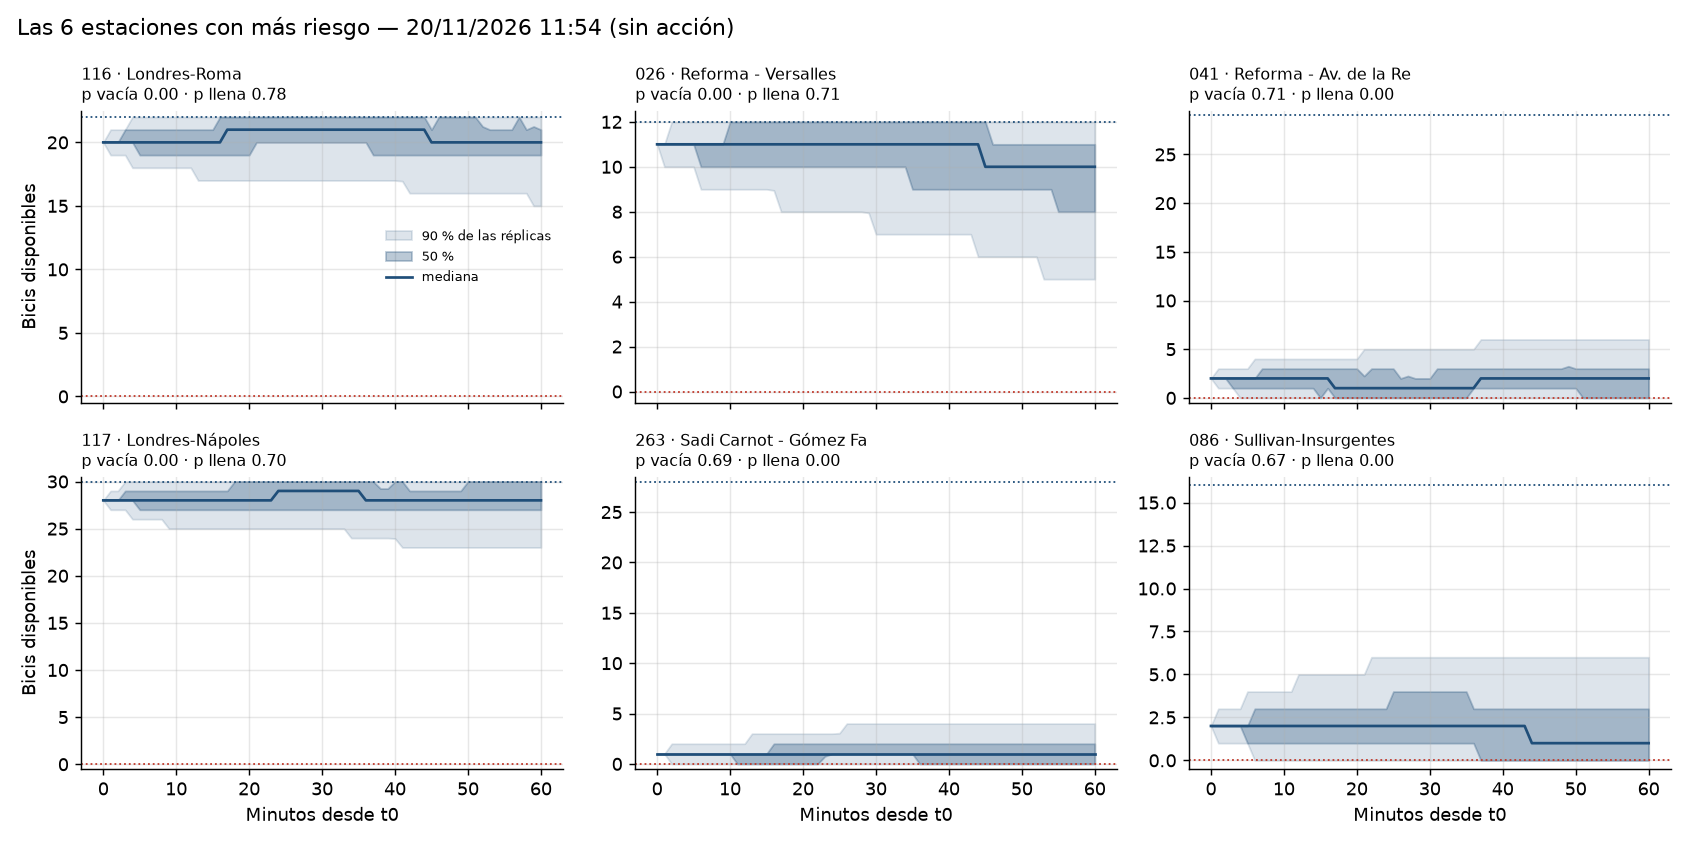 Las 6 estaciones con más riesgo — 20/11/2026 11:54 (sin acción)
116 · Londres-Roma
p vacía 0.00 · p llena 0.78
20
15
10
5
0
Bicis disponibles
90 % de las réplicas
50 %
mediana
026 · Reforma - Versalles
p vacía 0.00 · p llena 0.71
12
10
8
6
4
2
0
041 · Reforma - Av. de la Re
p vacía 0.71 · p llena 0.00
25
20
15
10
5
0
117 · Londres-Nápoles
p vacía 0.00 · p llena 0.70
30
25
20
15
10
5
0
Bicis disponibles
0 10 20 30 40 50 60
Minutos desde t0
263 · Sadi Carnot - Gómez Fa
p vacía 0.69 · p llena 0.00
25
20
15
10
5
0
0 10 20 30 40 50 60
Minutos desde t0
086 · Sullivan-Insurgentes
p vacía 0.67 · p llena 0.00
15.0
12.5
10.0
7.5
5.0
2.5
0.0
0 10 20 30 40 50 60
Minutos desde t0